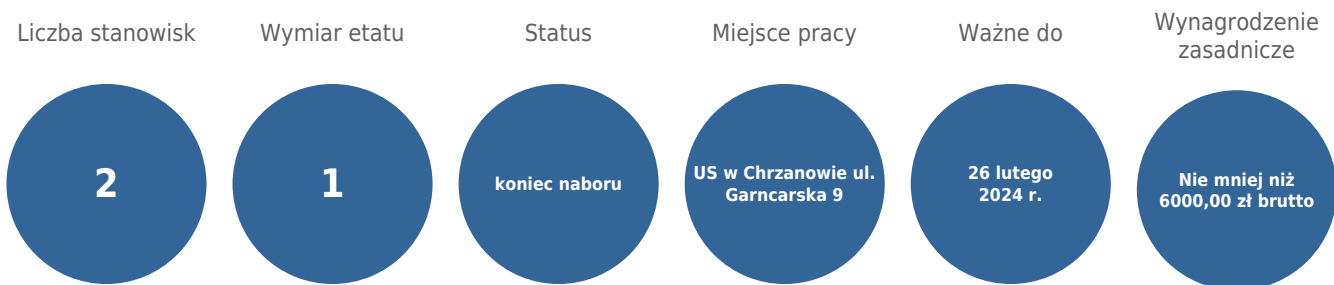 Liczba stanowisk
2
Wymiar etatu
1
Status
koniec naboru
Miejsce pracy
US w Chrzanowie ul.
Garncarska 9
Ważne do
26 lutego
2024 r.
Wynagrodzenie
zasadnicze
Nie mniej niż
6000,00 zł brutto